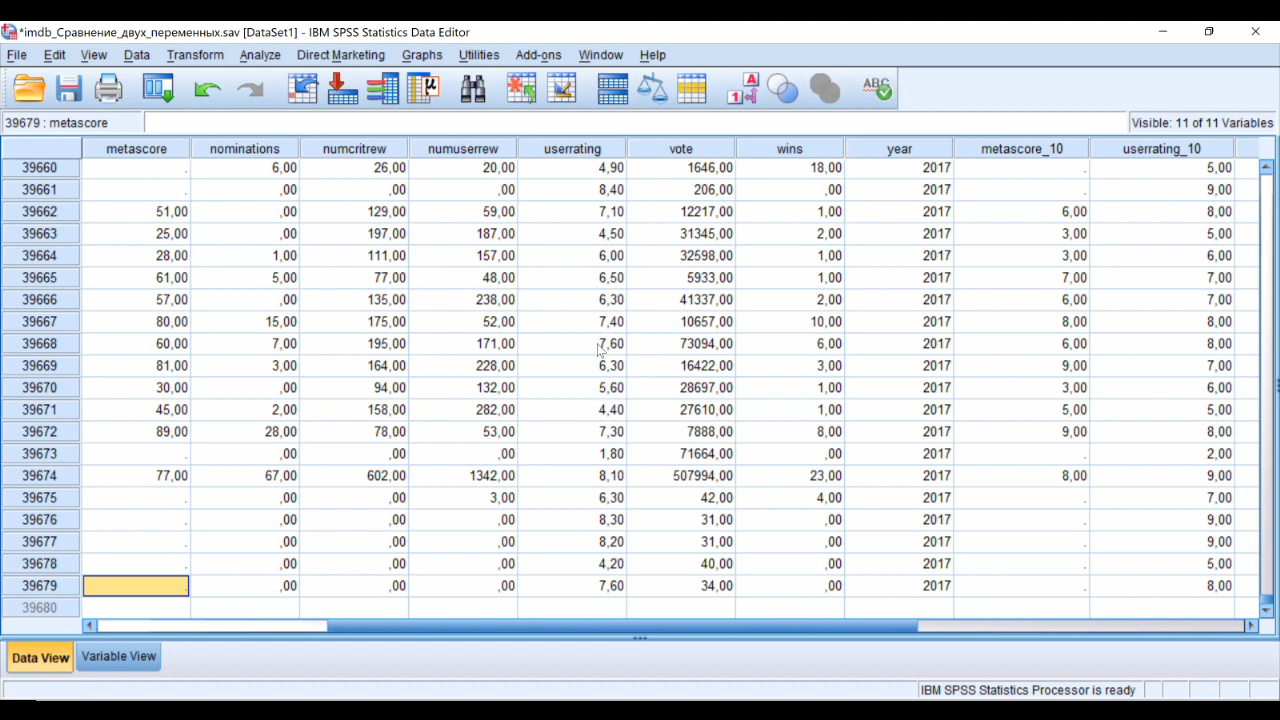 *imdb_Сравнение_двух_переменных.sav [DataSet1] - IBM SPSS Statistics Data Editor
File Edit View Data Transform Analyze Direct Marketing Graphs Utilities Add-ons Window Help
39679 : metascore Visible: 11 of 11 Variables
metascore nominations numcritrew numuserrew userrating vote wins year metascore_10 userrating_10
39660 . 6,00 26,00 20,00 4,90 1646,00 18,00 2017 . 5,00
39661 . ,00 ,00 ,00 8,40 206,00 ,00 2017 . 9,00
39662 51,00 ,00 129,00 59,00 7,10 12217,00 1,00 2017 6,00 8,00
39663 25,00 ,00 197,00 187,00 4,50 31345,00 2,00 2017 3,00 5,00
39664 28,00 1,00 111,00 157,00 6,00 32598,00 1,00 2017 3,00 6,00
39665 61,00 5,00 77,00 48,00 6,50 5933,00 1,00 2017 7,00 7,00
39666 57,00 ,00 135,00 238,00 6,30 41337,00 2,00 2017 6,00 7,00
39667 80,00 15,00 175,00 52,00 7,40 10657,00 10,00 2017 8,00 8,00
39668 60,00 7,00 195,00 171,00 7,60 73094,00 6,00 2017 6,00 8,00
39669 81,00 3,00 164,00 228,00 6,30 16422,00 3,00 2017 9,00 7,00
39670 30,00 ,00 94,00 132,00 5,60 28697,00 1,00 2017 3,00 6,00
39671 45,00 2,00 158,00 282,00 4,40 27610,00 1,00 2017 5,00 5,00
39672 89,00 28,00 78,00 53,00 7,30 7888,00 8,00 2017 9,00 8,00
39673 . ,00 ,00 ,00 1,80 71664,00 ,00 2017 . 2,00
39674 77,00 67,00 602,00 1342,00 8,10 507994,00 23,00 2017 8,00 9,00
39675 . ,00 ,00 3,00 6,30 42,00 4,00 2017 . 7,00
39676 . ,00 ,00 ,00 8,30 31,00 ,00 2017 . 9,00
39677 . ,00 ,00 ,00 8,20 31,00 ,00 2017 . 9,00
39678 . ,00 ,00 ,00 4,20 40,00 ,00 2017 . 5,00
39679 . ,00 ,00 ,00 7,60 34,00 ,00 2017 . 8,00
39680
Data View Variable View
IBM SPSS Statistics Processor is ready